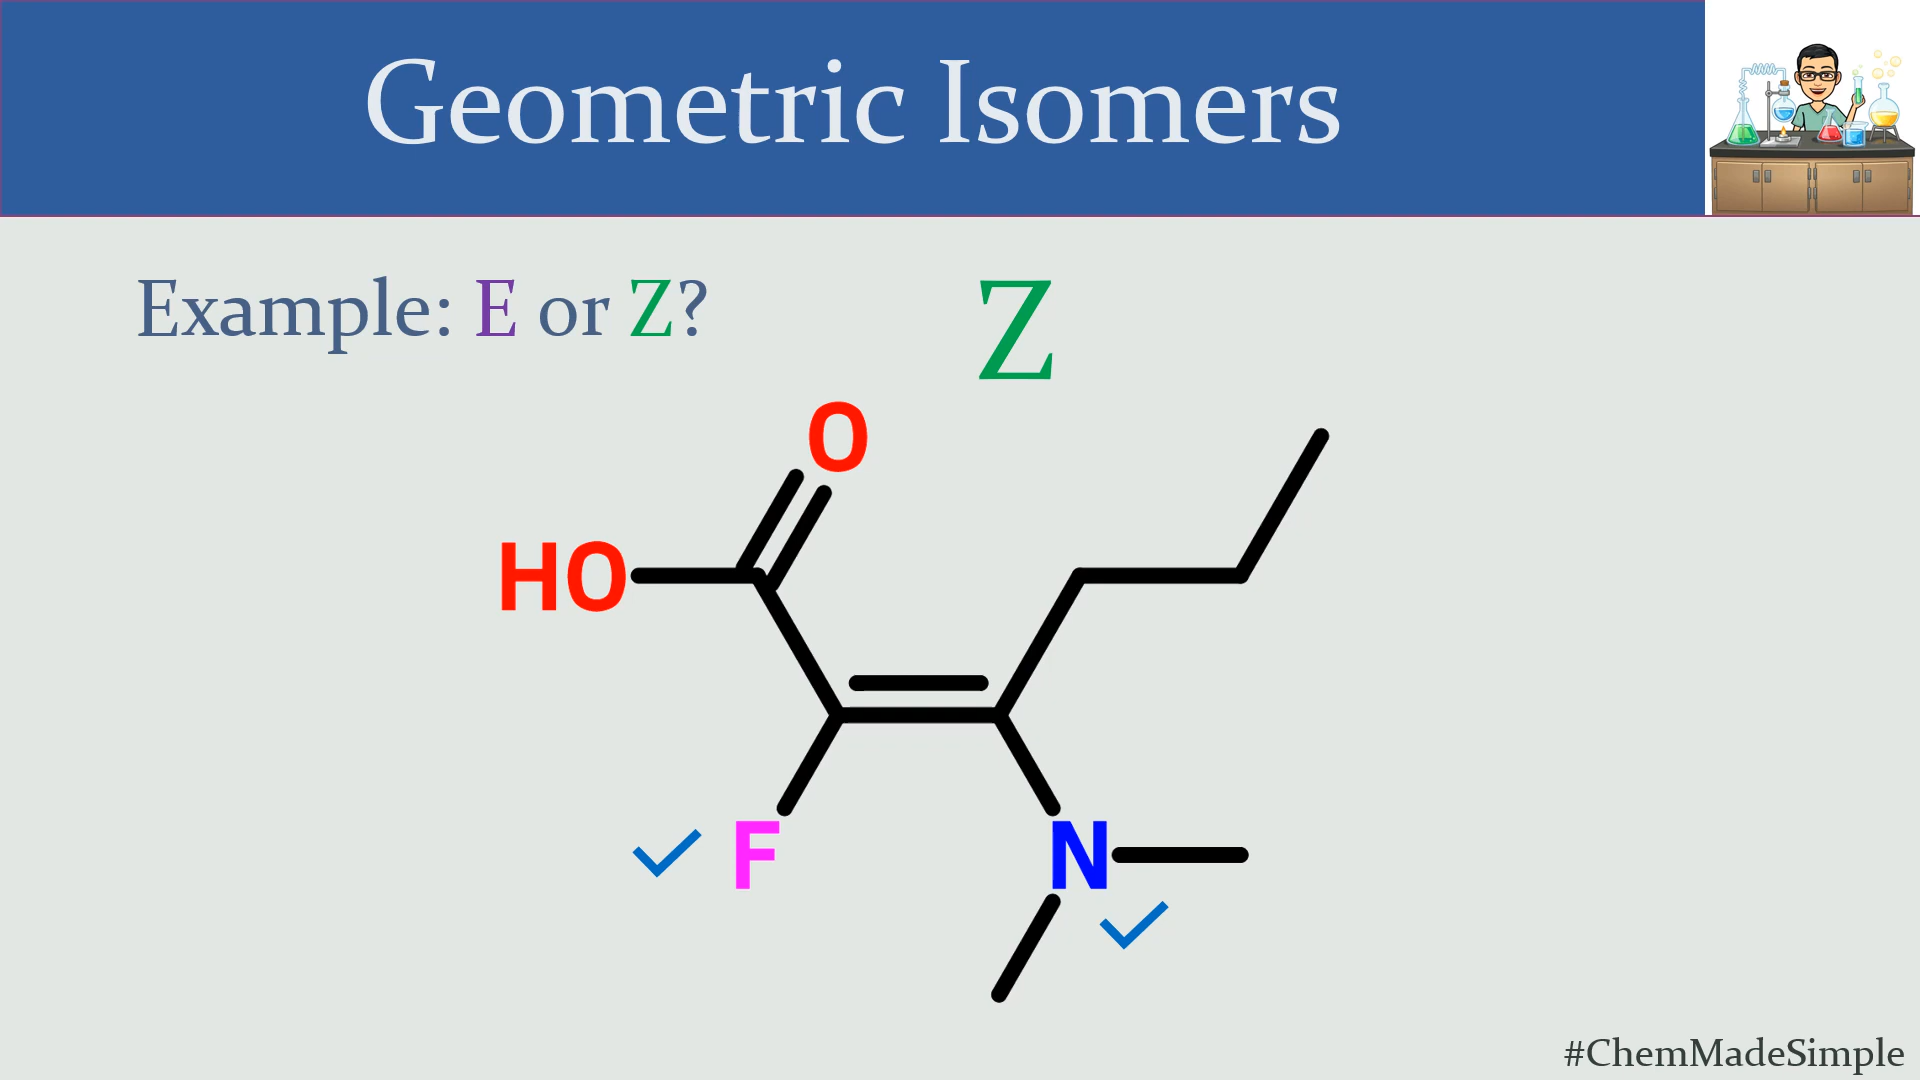 Geometric Isomers
Example: E or Z?
Z
O
HO
F
N
#ChemMadeSimple